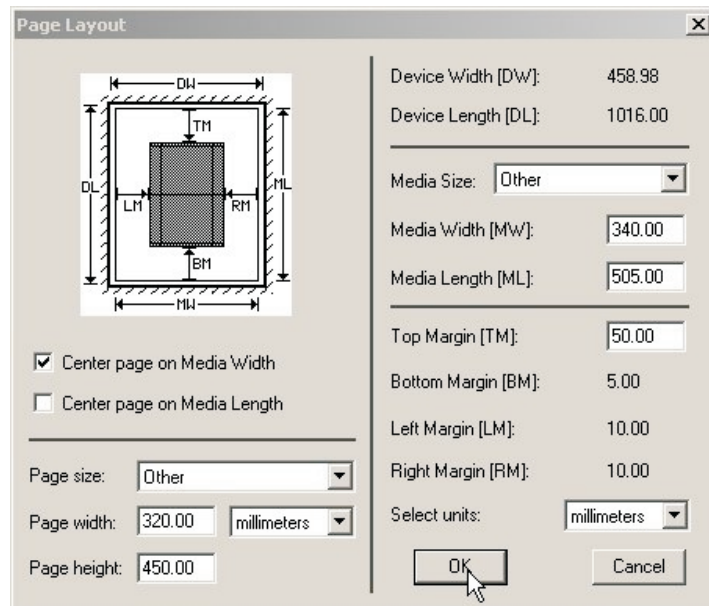 Page Layout
DW
TM
DL
ML
LM
RM
BM
MW
Center page on Media Width
Center page on Media Length
Page size: Other
Page width: 320.00 millimeters
Page height: 450.00
Device Width [DW]: 458.98
Device Length [DL]: 1016.00
Media Size: Other
Media Width [MW]: 340.00
Media Length [ML]: 505.00
Top Margin [TM]: 50.00
Bottom Margin [BM]: 5.00
Left Margin [LM]: 10.00
Right Margin [RM]: 10.00
Select units: millimeters
OK Cancel